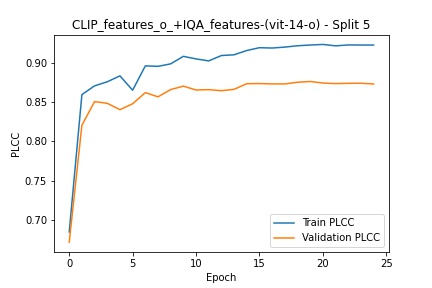 CLIP_features_o_+IQA_features-(vit-14-o) - Split 5
PLCC
0.90
0.85
0.80
0.75
0.70
0
5
10
15
20
25
Epoch
Train PLCC
Validation PLCC